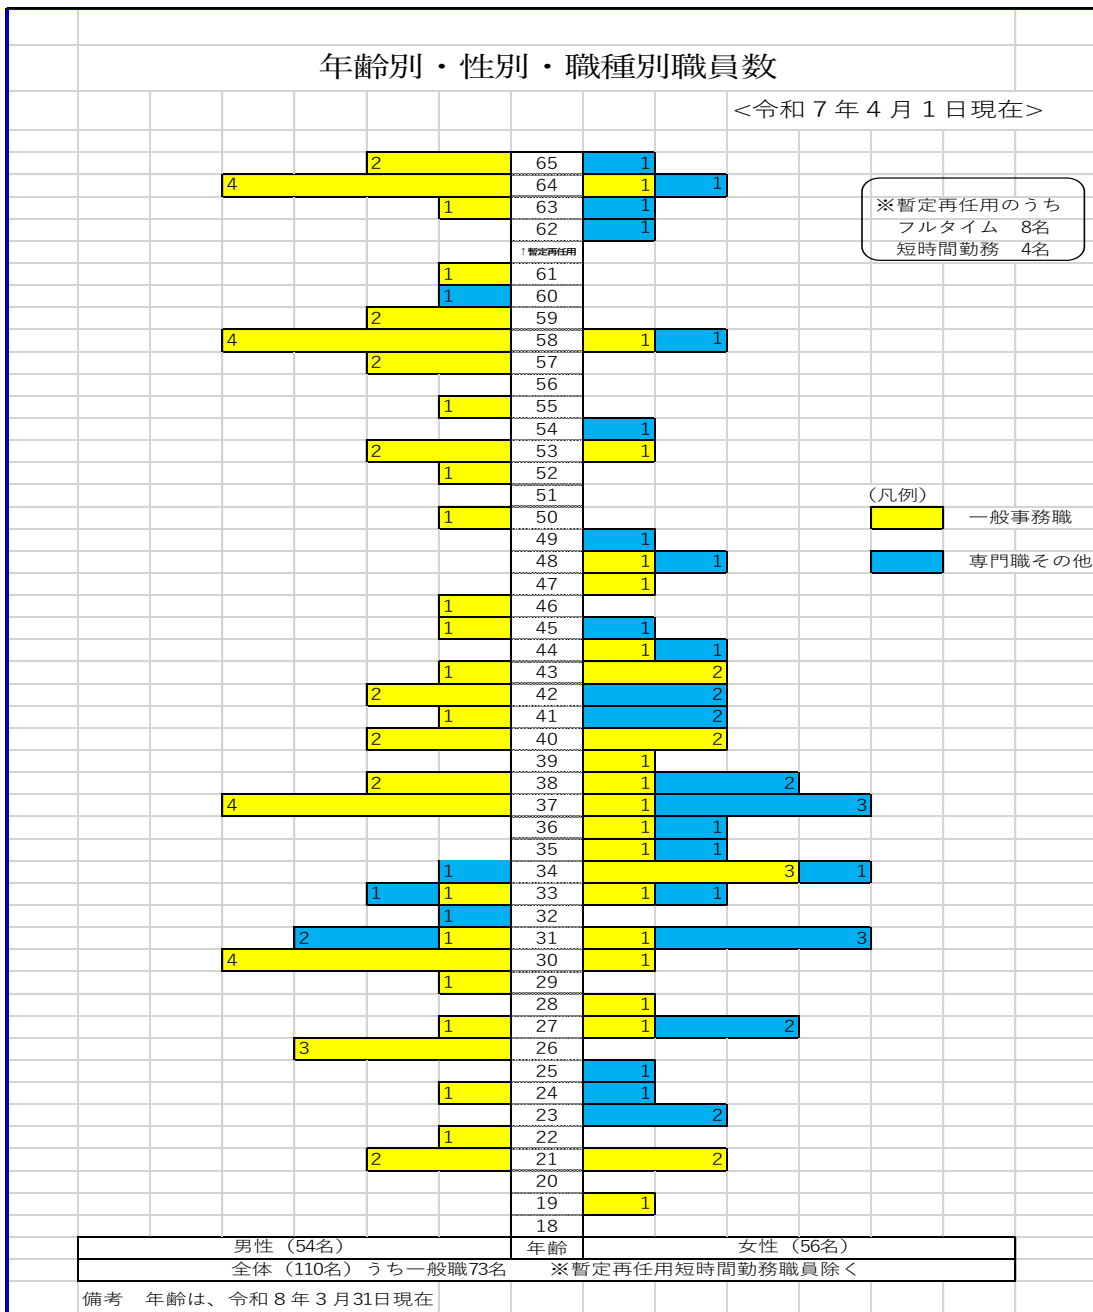 年齢別・性別・職種別職員数
<令和７年４月１日現在>
2 65 1
4 64 1 1
1 63 1
62 1
↑暫定再任用
※暫定再任用のうち
フルタイム 8名
短時間勤務 4名
1 61
1 60
2 59
4 58 1 1
2 57
56
1 55
54 1
2 53 1
1 52
51
(凡例)
1 50
一般事務職
49 1
48 1 1
専門職その他
47 1
1 46
1 45 1
44 1 1
1 43 2
2 42 2
1 41 2
2 40 2
39 1
2 38 1 2
4 37 1 3
36 1 1
35 1 1
1 34 3 1
1 1 33 1 1
1 32
2 1 31 1 3
4 30 1
1 29
28 1
1 27 1 2
3 26
25 1
1 24 1
23 2
1 22
2 21 2
20
19 1
18
男性（54名） 年齢 女性（56名）
全体（110名）うち一般職73名 ※暫定再任用短時間勤務職員除く
備考 年齢は、令和８年３月31日現在